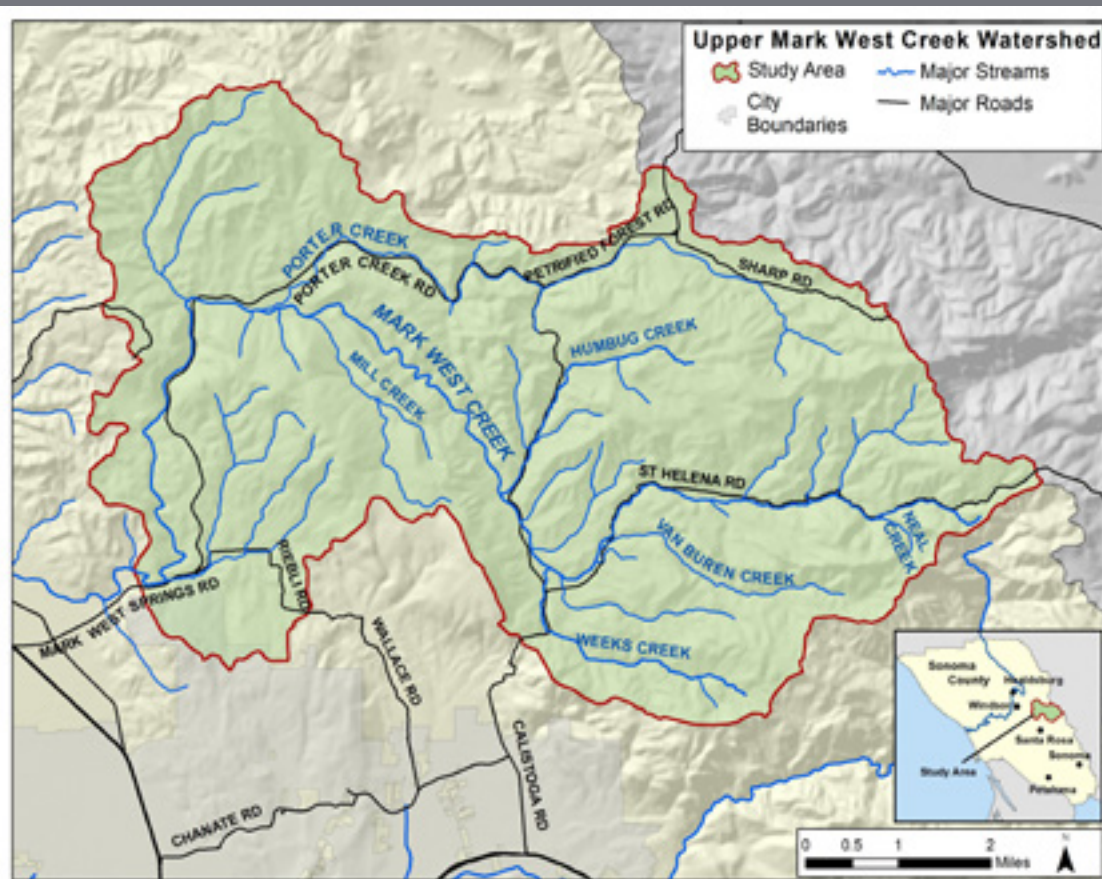 Upper Mark West Creek Watershed
Study Area
Major Streams
City
Boundaries
Major Roads
PORTER CREEK
PORTER CREEK RD
PETRIFIED FOREST RD
SHARP RD
MARK WEST CREEK
HUMBUG CREEK
MILL CREEK
ST HELENA RD
NEAL
CREEK
VAN BUREN CREEK
RIEBLI RD
MARK WEST SPRINGS RD
WALLACE RD
WEEKS CREEK
CALISTOGA RD
CHANATE RD
Sonoma
County
Healdsburg
Windsor
Santa Rosa
Sonoma
Study Area
Petaluma
N
0 0.5 1 2
Miles